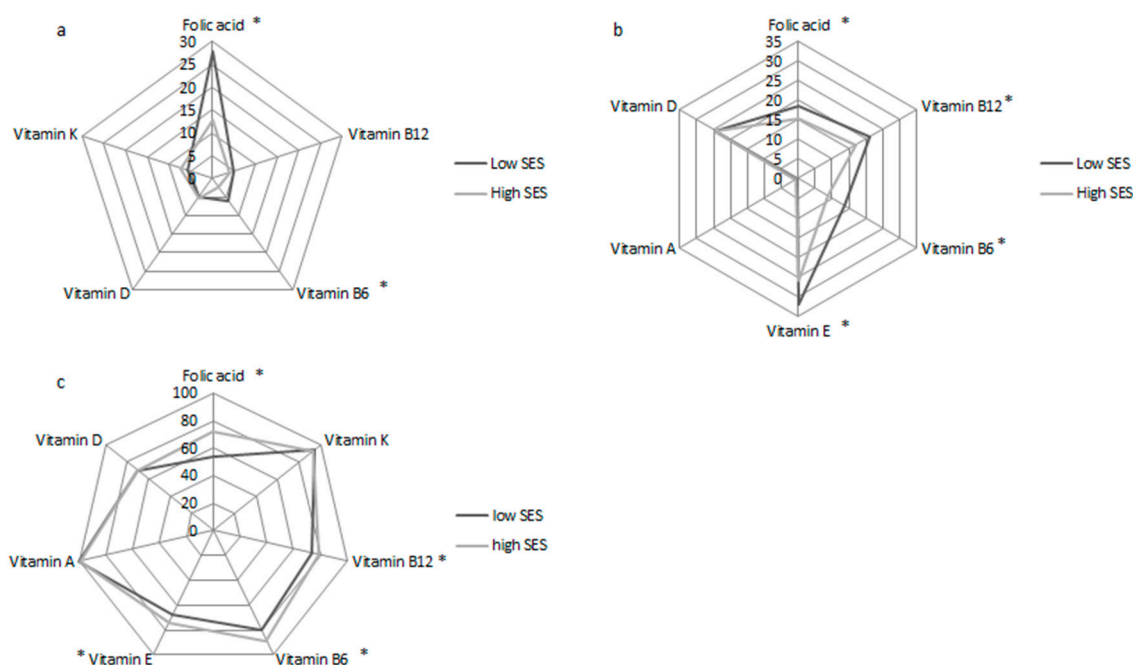 a
Folic acid *
30
25
20
15
10
5
0
Vitamin K
Vitamin B12
Vitamin D
Vitamin B6 *
Low SES
High SES
b
Folic acid *
35
30
25
20
15
10
5
0
Vitamin D
Vitamin B12 *
Vitamin A
Vitamin B6 *
Vitamin E *
Low SES
High SES
c
Folic acid *
100
80
60
40
20
0
Vitamin D
Vitamin K
Vitamin A
Vitamin B12 *
* Vitamin E
Vitamin B6 *
low SES
high SES